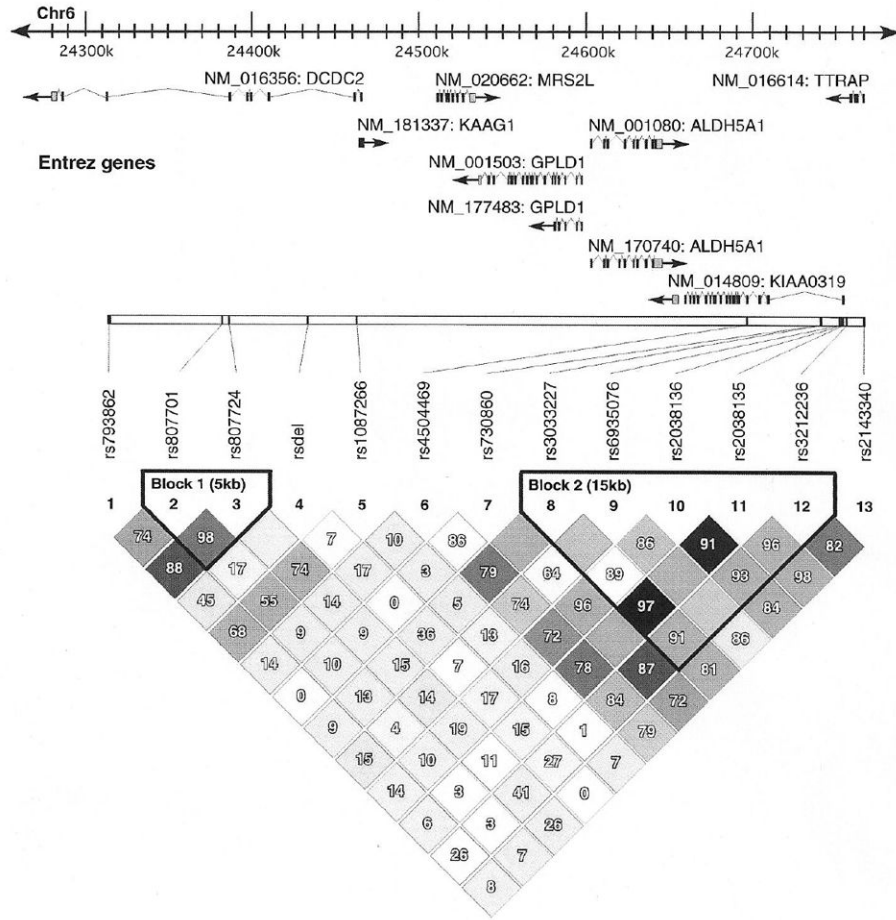 Chr6
24300k 24400k 24500k 24600k 24700k
NM_016356: DCDC2 NM_020662: MRS2L NM_016614: TTRAP
NM_181337: KAAG1 NM_001080: ALDH5A1
Entrez genes
NM_001503: GPLD1
NM_177483: GPLD1
NM_170740: ALDH5A1
NM_014809: KIAA0319
rs793862
rs807701
rs807724
rsdel
rs1087266
rs4504469
rs730860
rs3033227
rs6935076
rs2038136
rs2038135
rs3212236
rs2143340
Block 1 (5kb) Block 2 (15kb)
1 2 3 4 5 6 7 8 9 10 11 12 13
74 98 7 10 86 86 91 96 82
88 17 74 17 3 79 64 89 93 98
45 55 14 0 5 74 96 97 84
68 9 9 36 13 72 91 86
14 10 15 7 16 78 87 81
0 13 14 17 8 84 72
9 4 19 15 1 79
15 10 11 27 7
14 3 41 0
6 3 26
26 7
8